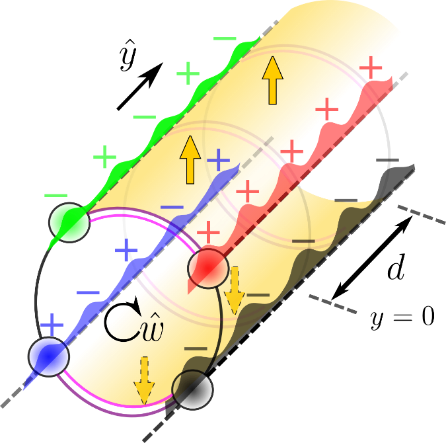 ŷ
− + − + −
+ − + − +
+ + + + +
− − − − −
ŵ
d
y = 0